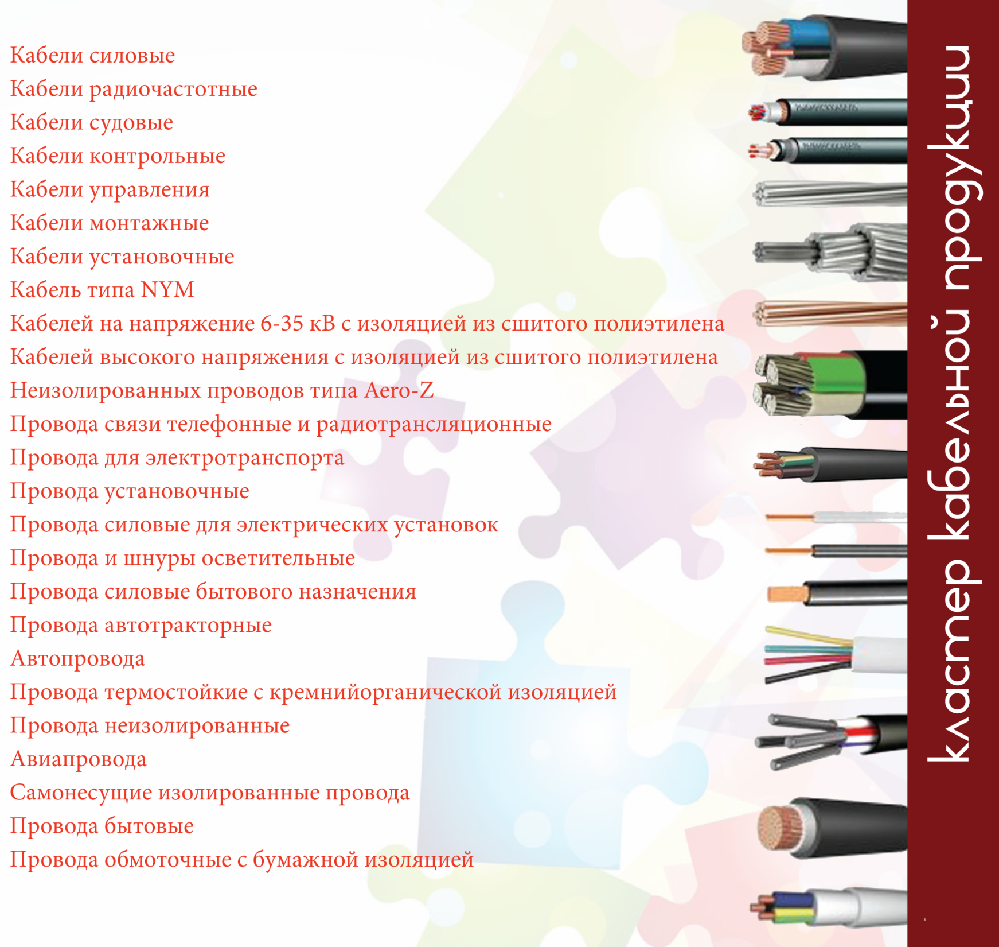 Кабели силовые
Кабели радиочастотные
Кабели судовые
Кабели контрольные
Кабели управления
Кабели монтажные
Кабели установочные
Кабель типа NYM
Кабелей на напряжение 6-35 кВ с изоляцией из сшитого полиэтилена
Кабелей высокого напряжения с изоляцией из сшитого полиэтилена
Неизолированных проводов типа Aero-Z
Провода связи телефонные и радиотрансляционные
Провода для электротранспорта
Провода установочные
Провода силовые для электрических установок
Провода и шнуры осветительные
Провода силовые бытового назначения
Провода автотракторные
Автопровода
Провода термостойкие с кремнийорганической изоляцией
Провода неизолированные
Авиапровода
Самонесущие изолированные провода
Провода бытовые
Провода обмоточные с бумажной изоляцией
кластер кабельной продукции